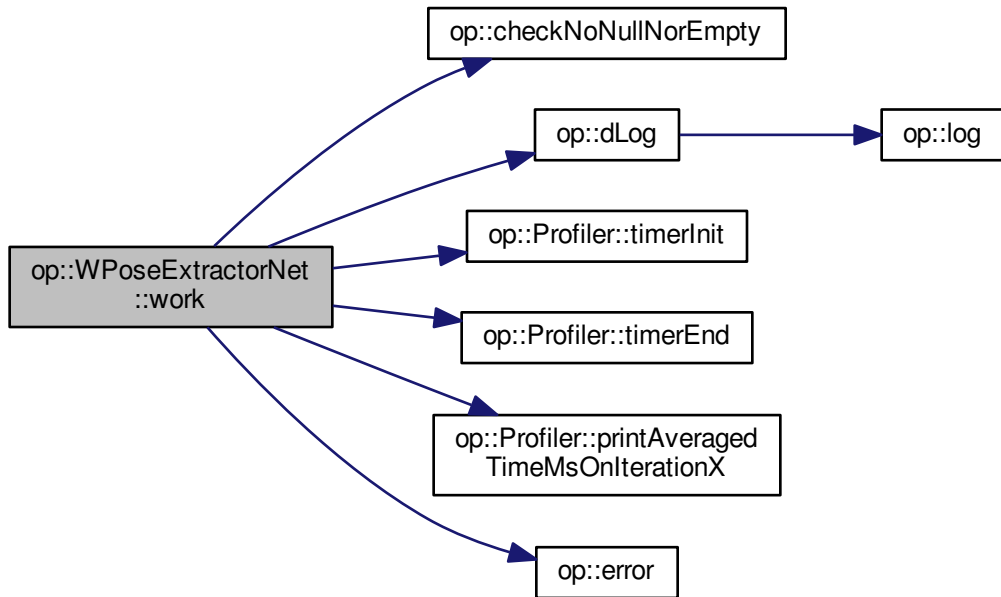 op::checkNoNullNorEmpty
op::dLog
op::log
op::Profiler::timerInit
op::WPoseExtractorNet
::work
op::Profiler::timerEnd
op::Profiler::printAveraged
TimeMsOnIterationX
op::error